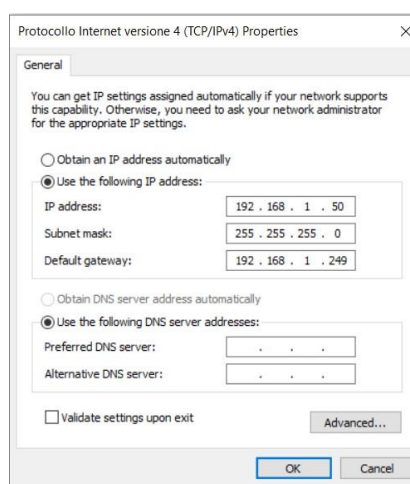 Protocollo Internet versione 4 (TCP/IPv4) Properties
General
You can get IP settings assigned automatically if your network supports
this capability. Otherwise, you need to ask your network administrator
for the appropriate IP settings.
Obtain an IP address automatically
Use the following IP address:
IP address: 192 . 168 . 1 . 50
Subnet mask: 255 . 255 . 255 . 0
Default gateway: 192 . 168 . 1 . 249
Obtain DNS server address automatically
Use the following DNS server addresses:
Preferred DNS server: . . .
Alternative DNS server: . . .
Validate settings upon exit
Advanced...
OK Cancel